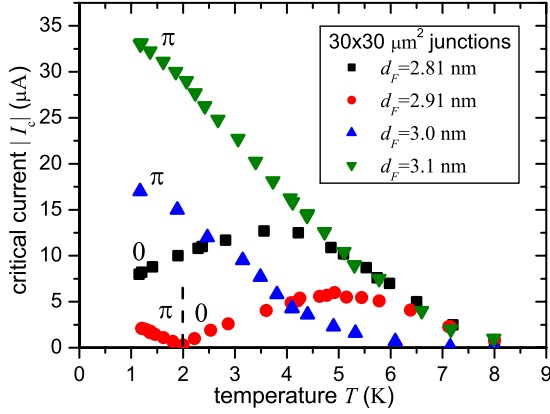 35
30
25
20
15
10
5
0
0 1 2 3 4 5 6 7 8 9
critical current |I_c| (μA)
temperature T (K)
30x30 μm² junctions
d_F=2.81 nm
d_F=2.91 nm
d_F=3.0 nm
d_F=3.1 nm
π
π
0
π
0